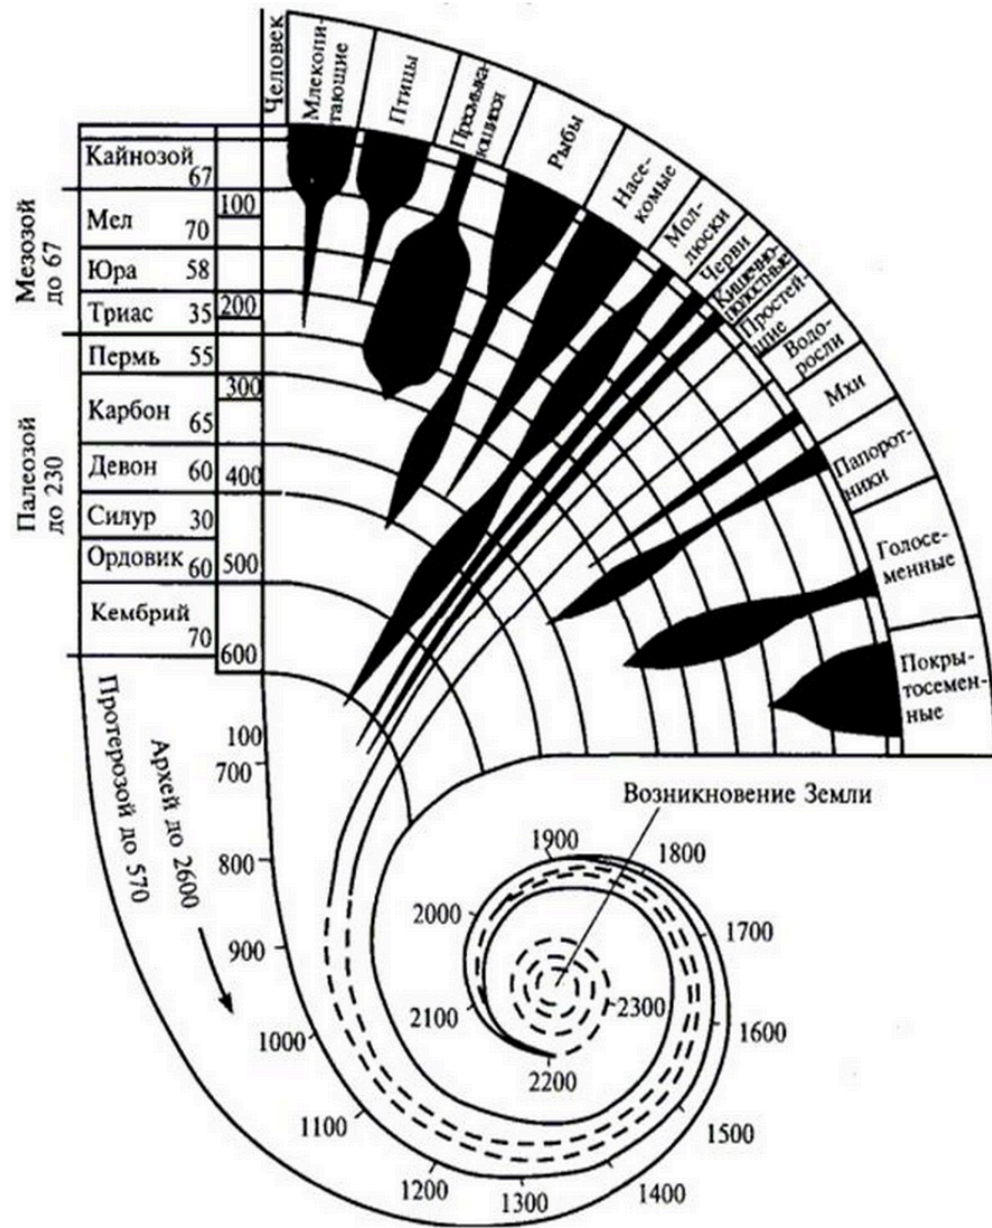 Человек
Млекопи-
тающие
Птицы
Пресмыка-
ющиеся
Рыбы
Насе-
комые
Мол-
люски
Черви
Кишечно-
полостные
Простей-
шие
Водо-
росли
Мхи
Папорот-
ники
Голосе-
менные
Покры-
тосемен-
ные
Мезозой
до 67
Палеозой
до 230
Кайнозой
67
Мел 70
Юра 58
Триас 35
Пермь 55
Карбон 65
Девон 60
Силур 30
Ордовик 60
Кембрий
70
100
200
300
400
500
600
100
700
800
900
1000
1100
1200
1300
1400
1500
1600
1700
1800
1900
2000
2100
2200
2300
Протерозой до 570
Архей до 2600
Возникновение Земли